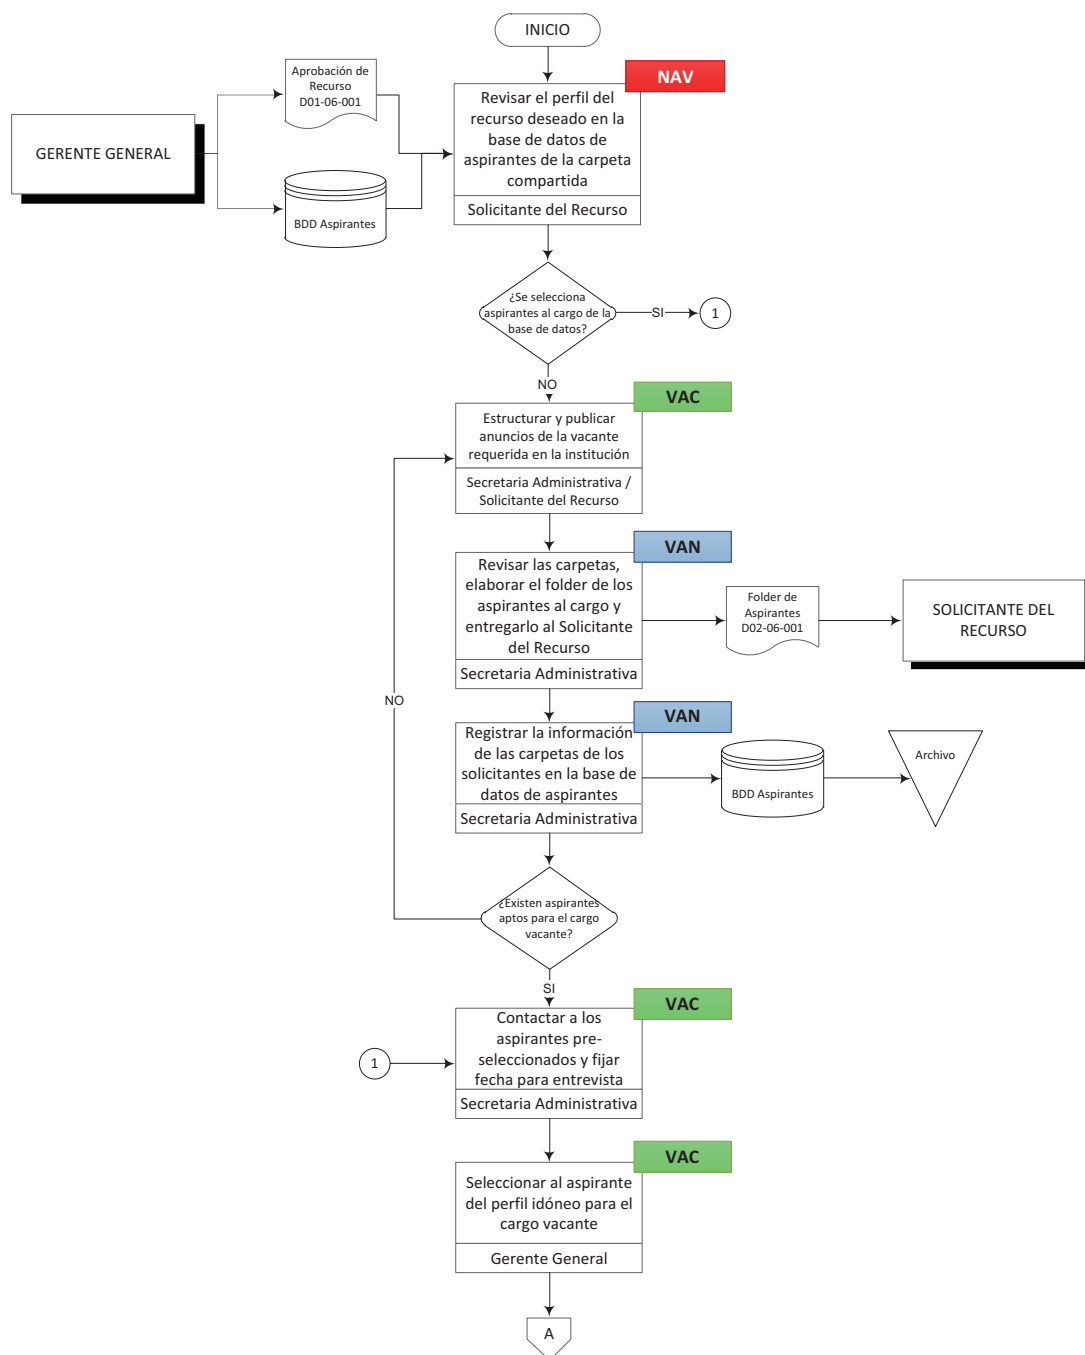 INICIO
NAV
Aprobación de
Recurso
D01-06-001
GERENTE GENERAL
BDD Aspirantes
Revisar el perfil del
recurso deseado en la
base de datos de
aspirantes de la carpeta
compartida
Solicitante del Recurso
¿Se selecciona
aspirantes al cargo de la
base de datos?
SI
1
NO
VAC
Estructurar y publicar
anuncios de la vacante
requerida en la institución
Secretaria Administrativa /
Solicitante del Recurso
VAN
Revisar las carpetas,
elaborar el folder de los
aspirantes al cargo y
entregarlo al Solicitante
del Recurso
Secretaria Administrativa
Folder de
Aspirantes
D02-06-001
SOLICITANTE DEL
RECURSO
NO
VAN
Registrar la información
de las carpetas de los
solicitantes en la base de
datos de aspirantes
Secretaria Administrativa
BDD Aspirantes
Archivo
¿Existen aspirantes
aptos para el cargo
vacante?
SI
VAC
1
Contactar a los
aspirantes pre-
seleccionados y fijar
fecha para entrevista
Secretaria Administrativa
VAC
Seleccionar al aspirante
del perfil idóneo para el
cargo vacante
Gerente General
A